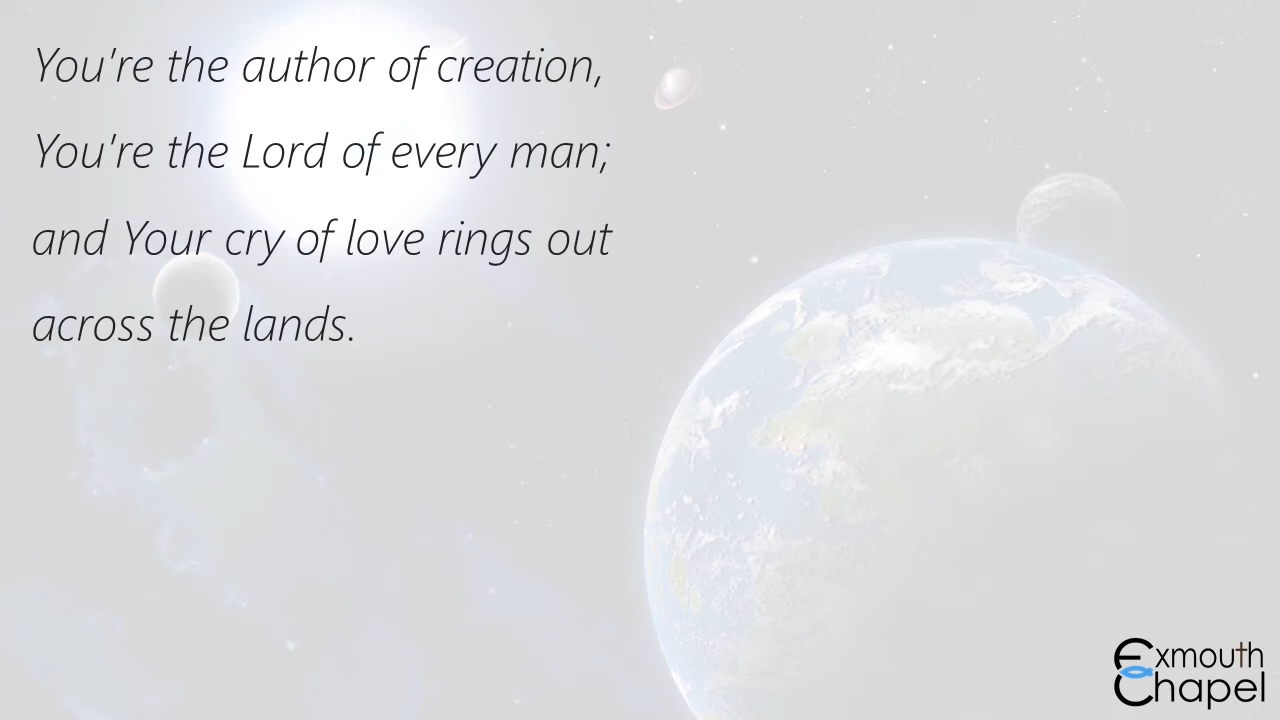 You're the author of creation,
You're the Lord of every man;
and Your cry of love rings out
across the lands.
Exmouth
Chapel